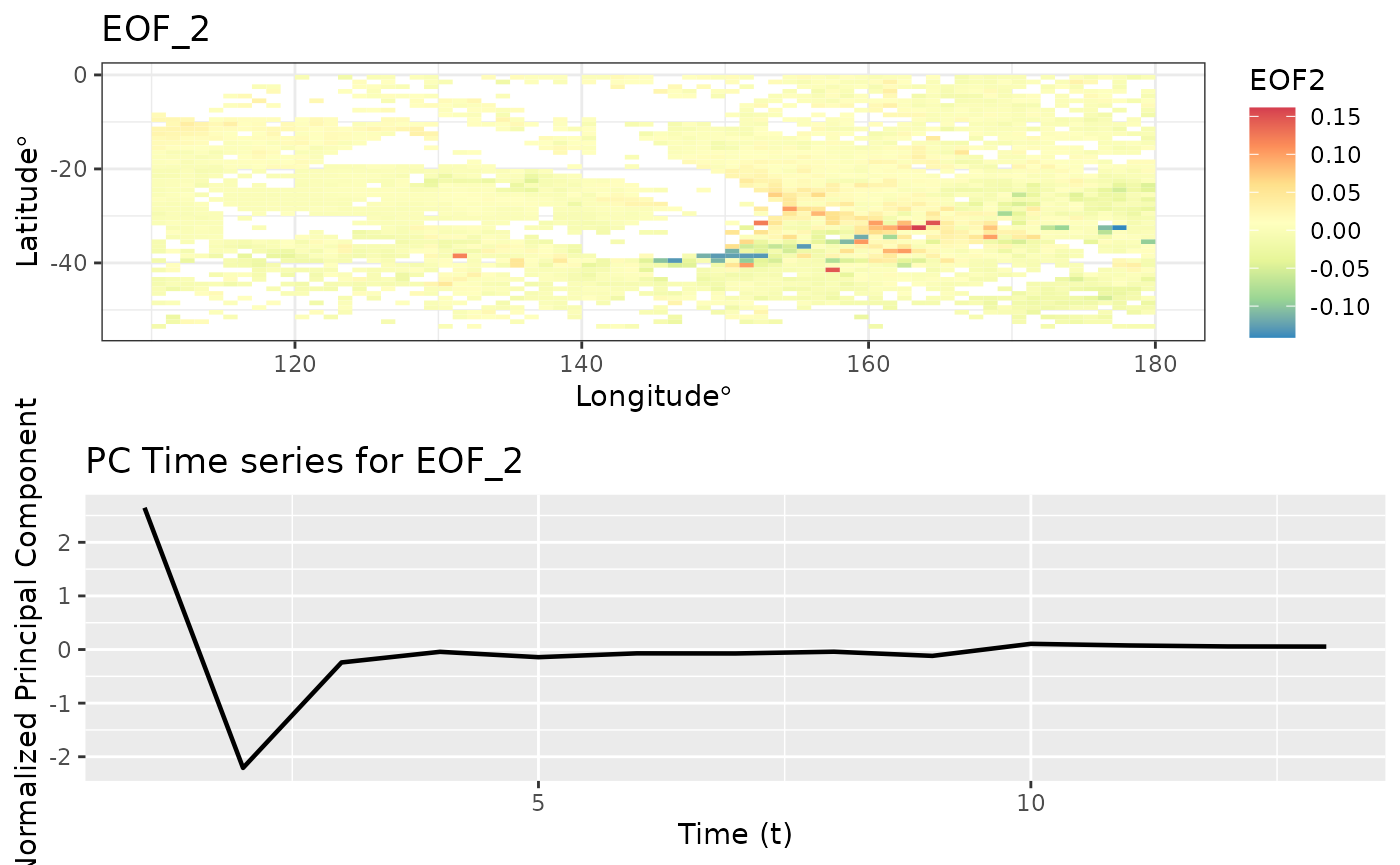 EOF_2
EOF2
0
-20
-40
Latitude°
120
140
160
180
Longitude°
0.15
0.10
0.05
0.00
-0.05
-0.10
PC Time series for EOF_2
Normalized Principal Component
2
1
0
-1
-2
5
10
Time (t)